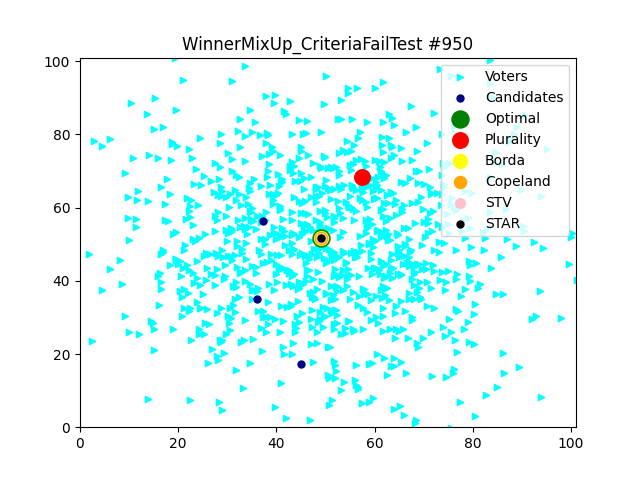 WinnerMixUp_CriteriaFailTest #950
100
80
60
40
20
0
0
20
40
60
80
100
Voters
Candidates
Optimal
Plurality
Borda
Copeland
STV
STAR